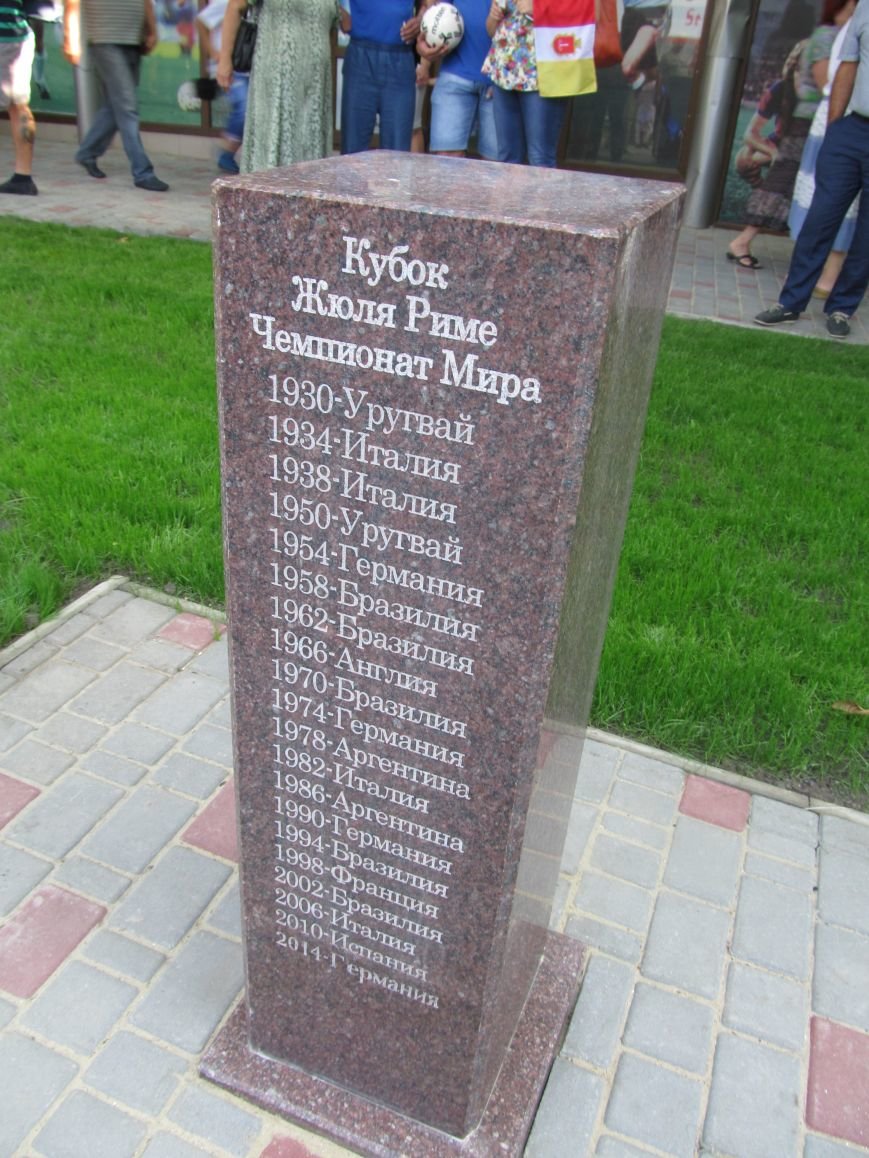 Кубок
Жюля Риме
Чемпионат Мира
1930-Уругвай
1934-Италия
1938-Италия
1950-Уругвай
1954-Германия
1958-Бразилия
1962-Бразилия
1966-Англия
1970-Бразилия
1974-Германия
1978-Аргентина
1982-Италия
1986-Аргентина
1990-Германия
1994-Бразилия
1998-Франция
2002-Бразилия
2006-Италия
2010-Испания
2014-Германия